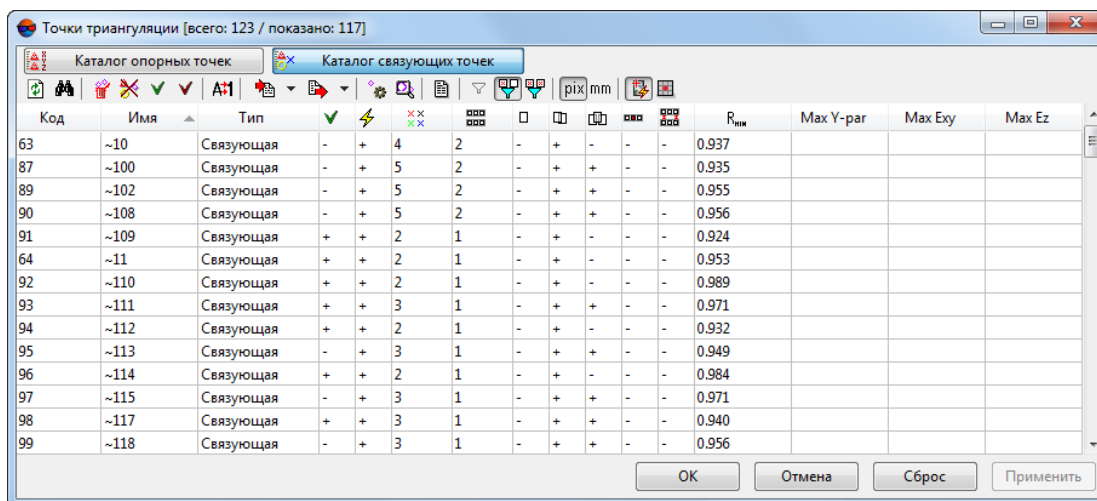 Точки триангуляции [всего: 123 / показано: 117]
Каталог опорных точек Каталог связующих точек
pix mm
Код Имя Тип Rмин Max Y-par Max Exy Max Ez
63 ~10 Связующая - + 4 2 - + - - - 0.937
87 ~100 Связующая - + 5 2 - + + - - 0.935
89 ~102 Связующая - + 5 2 - + + - - 0.955
90 ~108 Связующая - + 5 2 - + + - - 0.956
91 ~109 Связующая + + 2 1 - + - - - 0.924
64 ~11 Связующая - + 2 1 - + - - - 0.953
92 ~110 Связующая + + 2 1 - + - - - 0.989
93 ~111 Связующая + + 3 1 - + + - - 0.971
94 ~112 Связующая + + 2 1 - + - - - 0.932
95 ~113 Связующая - + 3 1 - + + - - 0.949
96 ~114 Связующая + + 2 1 - + - - - 0.984
97 ~115 Связующая - + 3 1 - + + - - 0.971
98 ~117 Связующая + + 3 1 - + + - - 0.940
99 ~118 Связующая - + 3 1 - + + - - 0.956
OK Отмена Сброс Применить